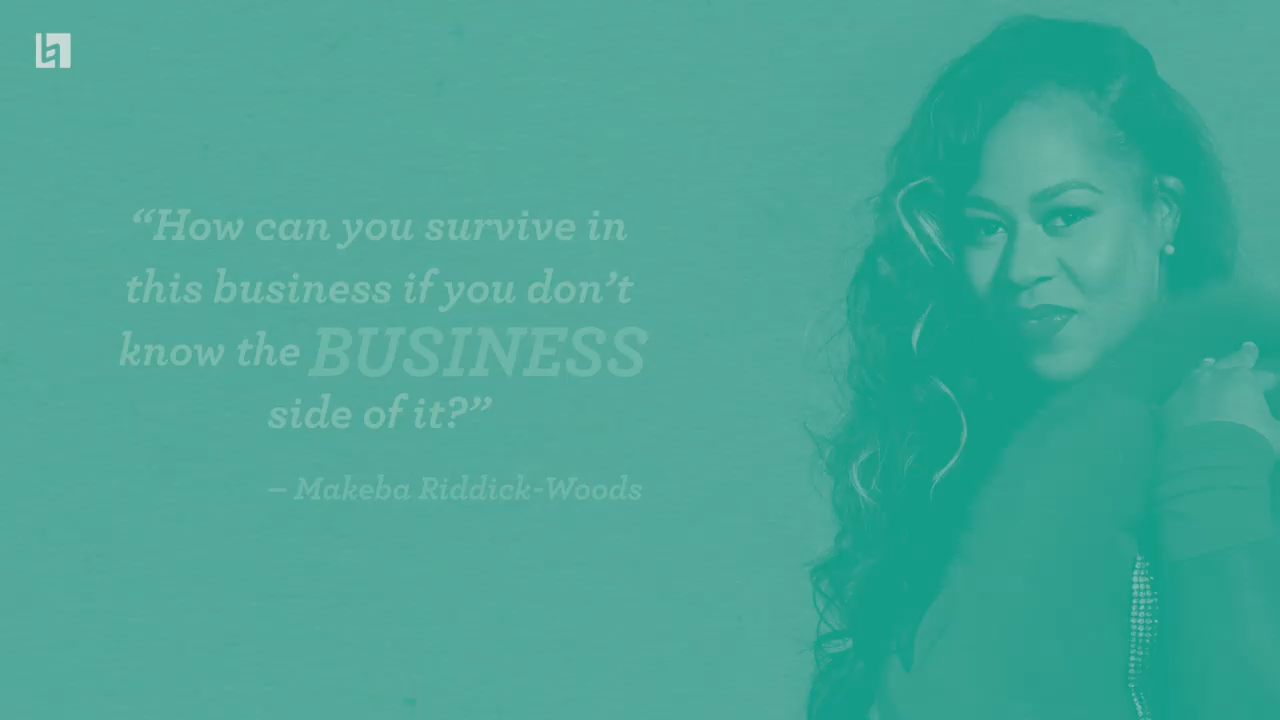 “How can you survive in
this business if you don’t
know the BUSINESS
side of it?”
– Makeba Riddick-Woods